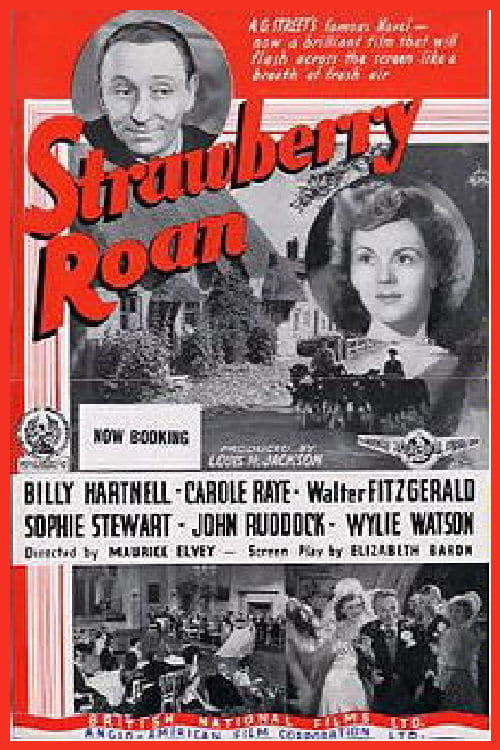 A.G. STREET'S famous Novel —
now a brilliant film that will
flash across the screen like a
breath of fresh air
Strawberry
Roan
NOW BOOKING
PRODUCED BY
LOUIS H. JACKSON
BILLY HARTNELL - CAROLE RAYE - Walter FITZGERALD
SOPHIE STEWART - JOHN RUDDOCK - WYLIE WATSON
Directed by MAURICE ELVEY — Screen Play by ELIZABETH BARON
BRITISH NATIONAL FILMS LTD.
ANGLO-AMERICAN FILM CORPORATION LTD.